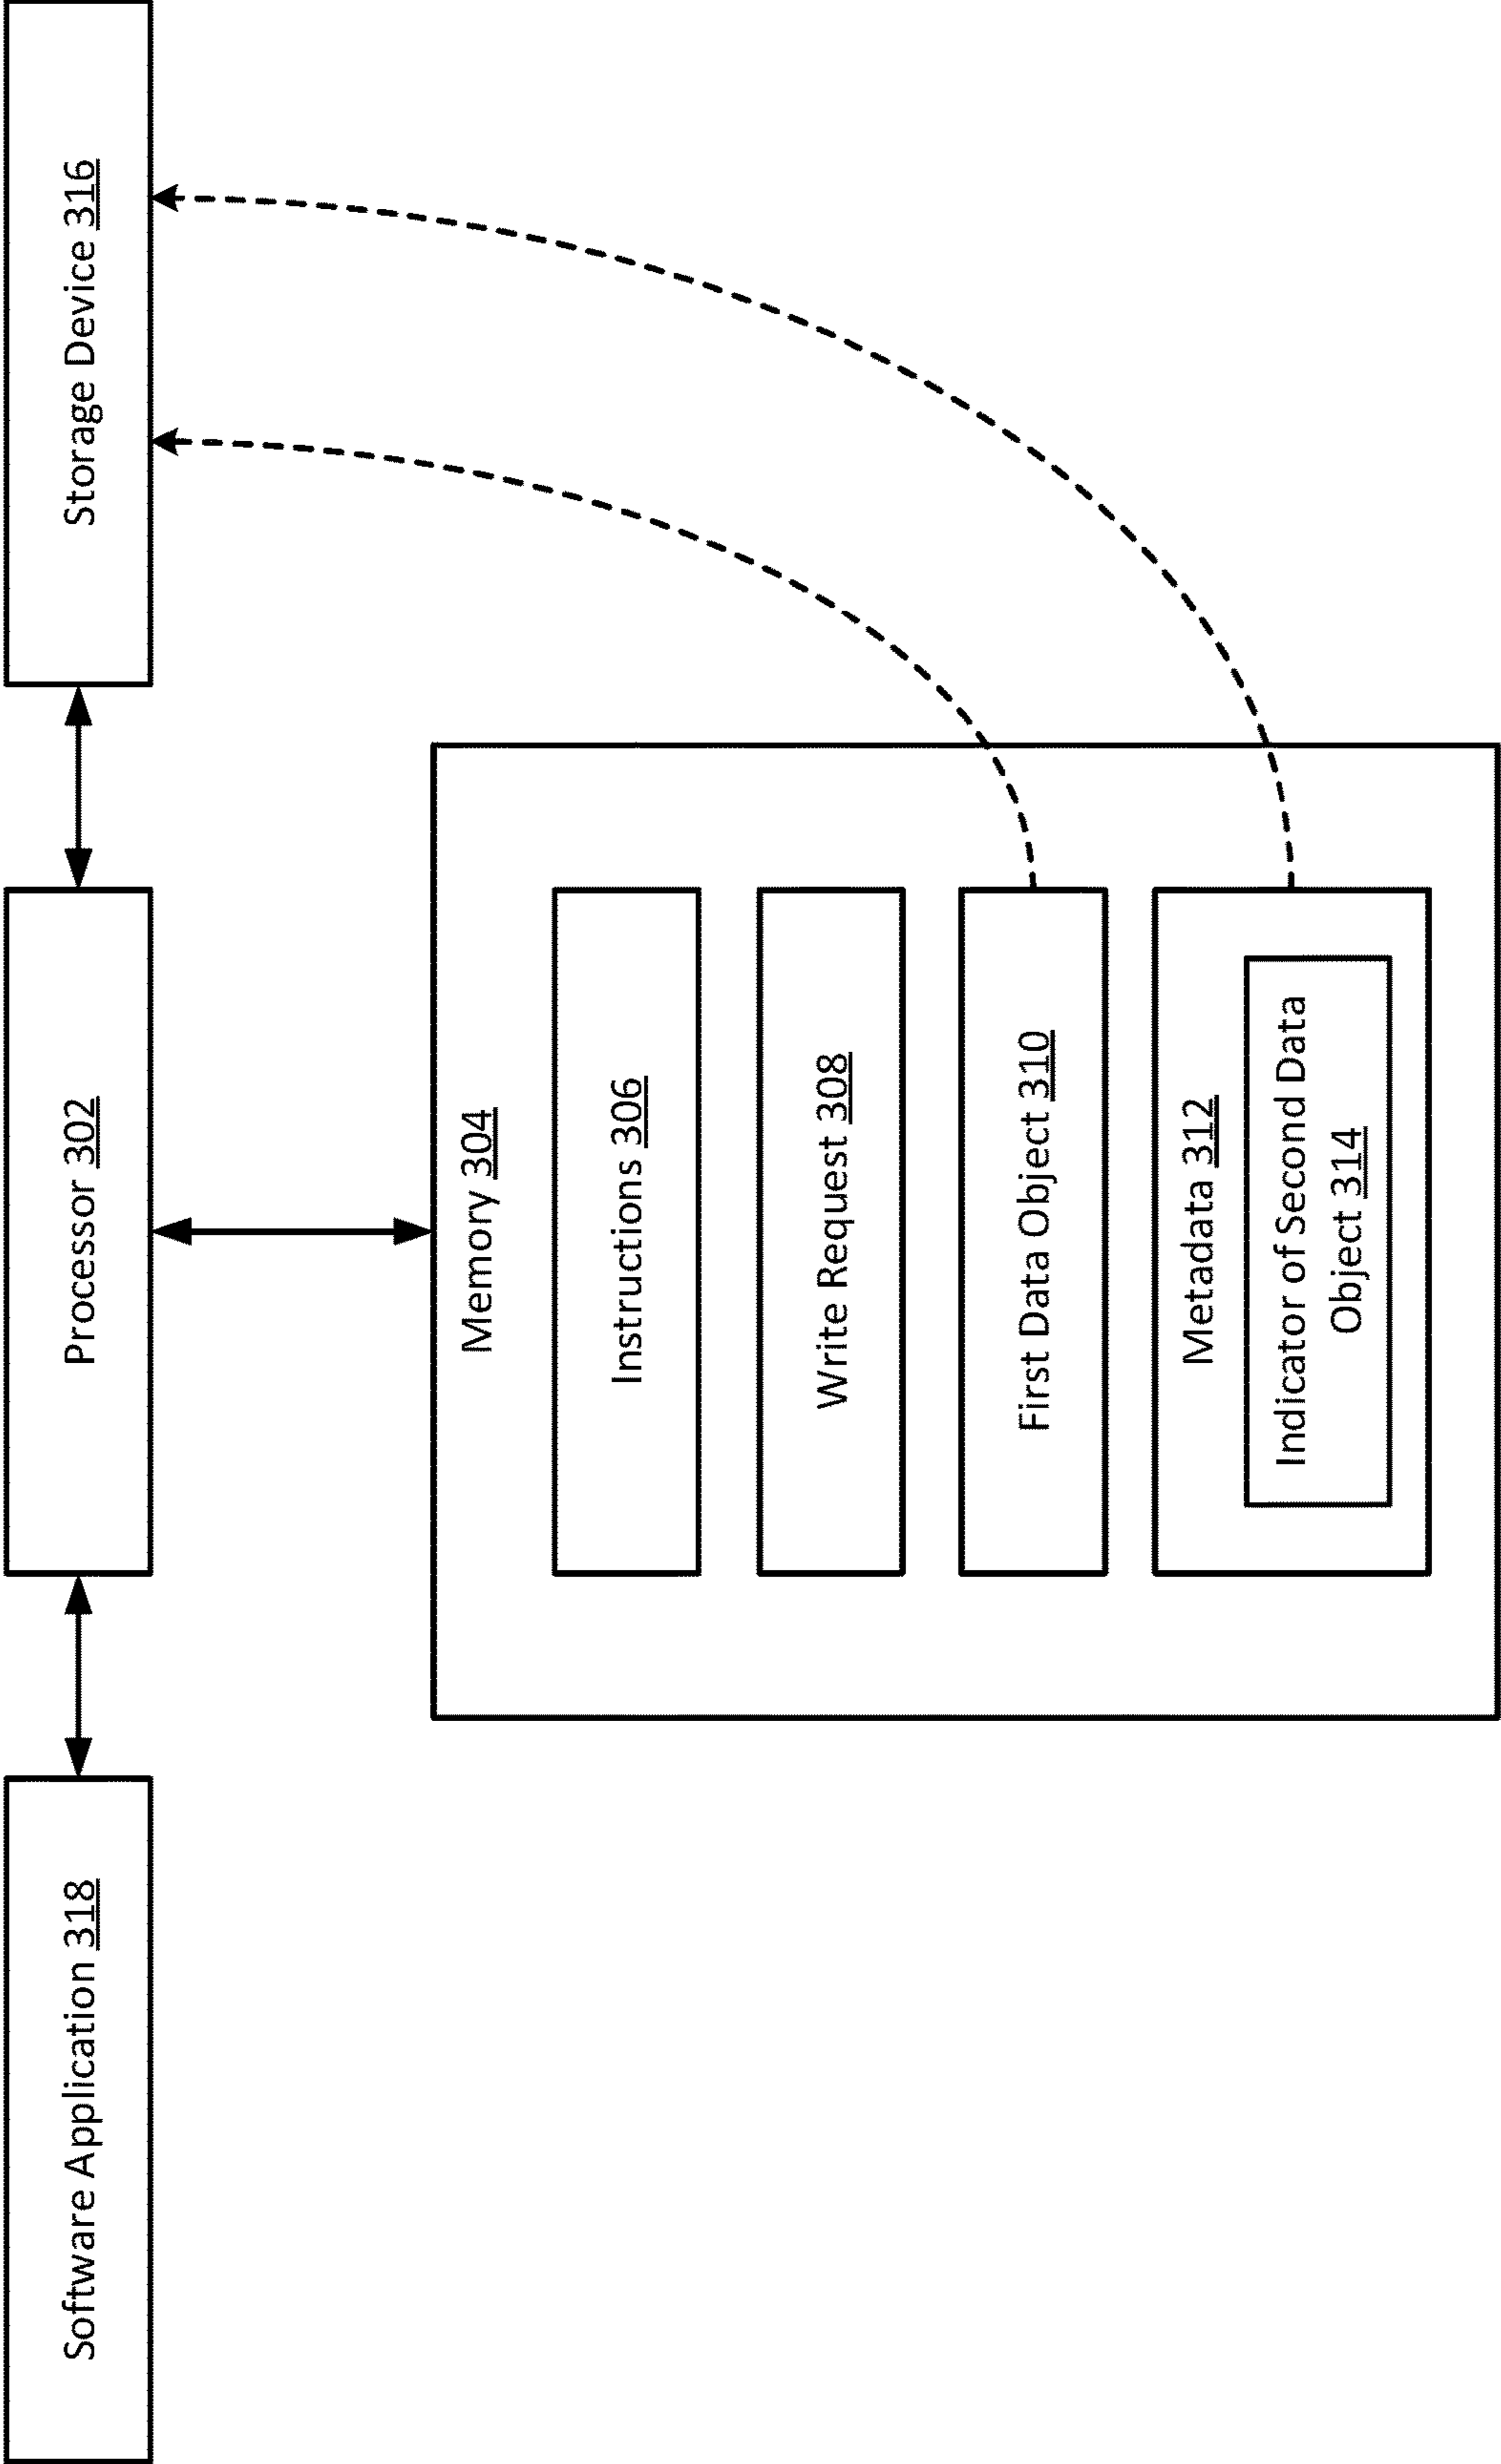 Software Application 318
Processor 302
Storage Device 316
Memory 304
Instructions 306
Write Request 308
First Data Object 310
Metadata 312
Indicator of Second Data
Object 314